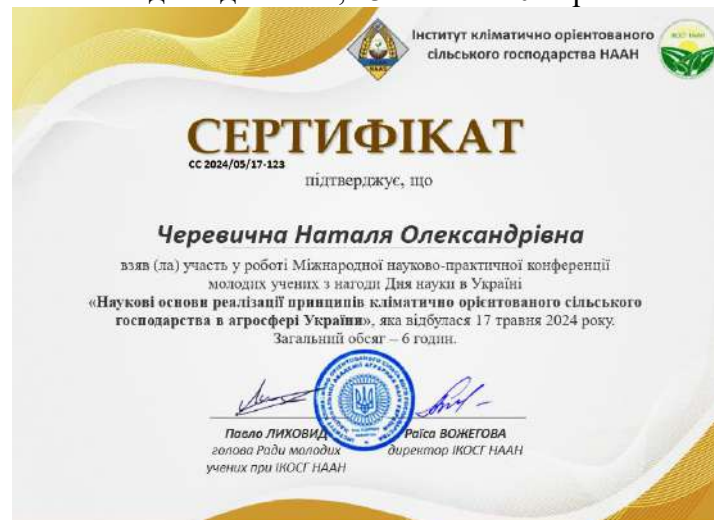 Інститут кліматично орієнтованого
сільського господарства НААН
СЕРТИФІКАТ
СС 2024/05/17-123
підтверджує, що
Черевична Наталя Олександрівна
взяв (ла) участь у роботі Міжнародної науково-практичної конференції
молодих учених з нагоди Дня науки в Україні
«Наукові основи реалізації принципів кліматично орієнтованого сільського
господарства в агросфері України», яка відбулася 17 травня 2024 року.
Загальний обсяг – 6 годин.
Павло ЛИХОВИД
голова Ради молодих
учених при ІКОСГ НААН
Раїса ВОЖЕГОВА
директор ІКОСГ НААН